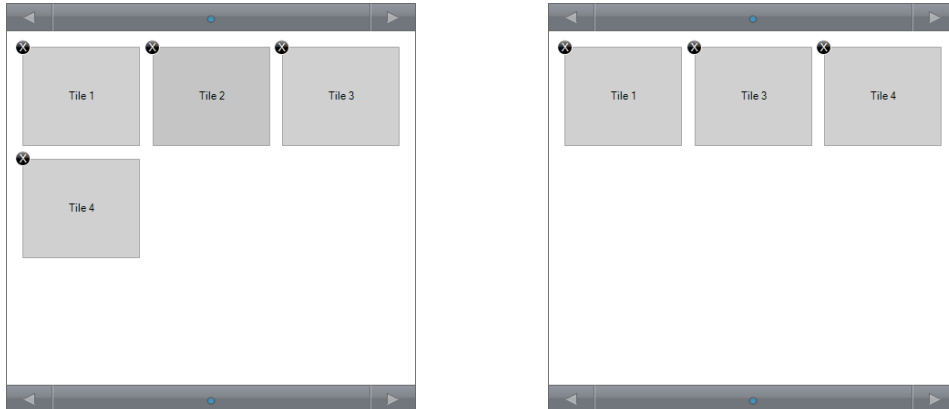 X X X
Tile 1 Tile 2 Tile 3
X
Tile 4
X X X
Tile 1 Tile 3 Tile 4